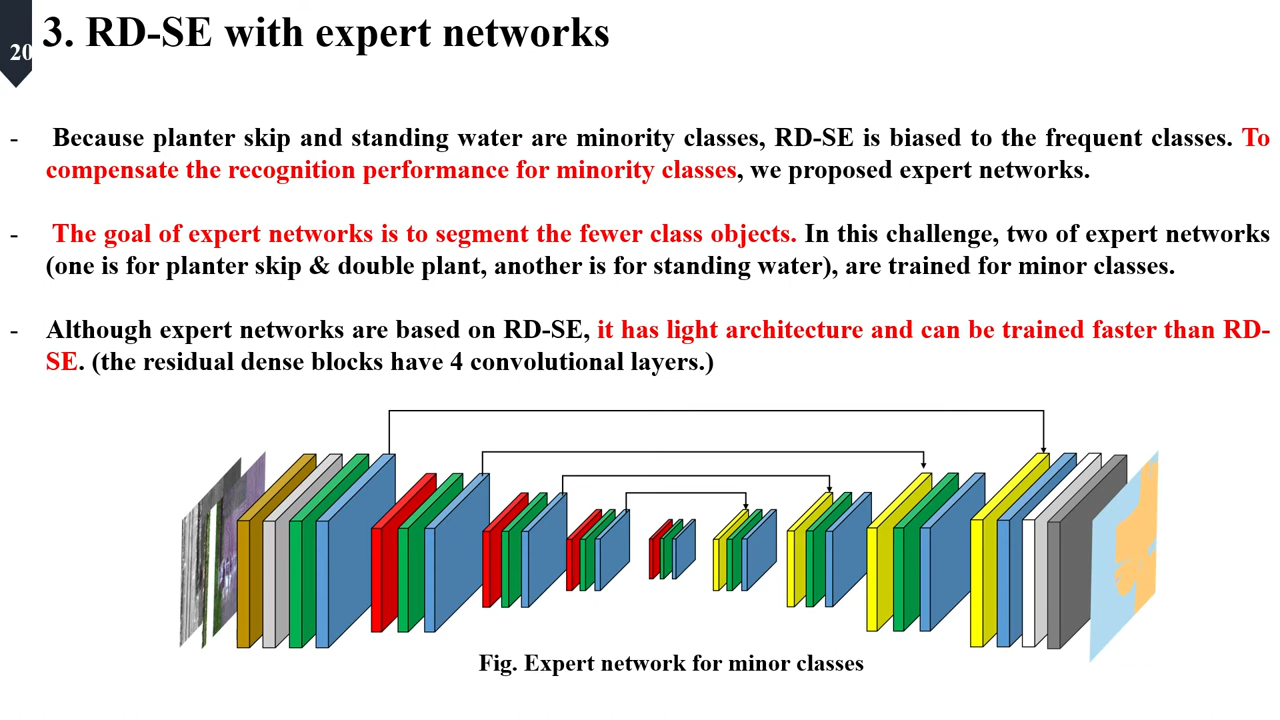 3. RD-SE with expert networks
20
- Because planter skip and standing water are minority classes, RD-SE is biased to the frequent classes. To
compensate the recognition performance for minority classes, we proposed expert networks.
- The goal of expert networks is to segment the fewer class objects. In this challenge, two of expert networks
(one is for planter skip & double plant, another is for standing water), are trained for minor classes.
- Although expert networks are based on RD-SE, it has light architecture and can be trained faster than RD-
SE. (the residual dense blocks have 4 convolutional layers.)
Fig. Expert network for minor classes